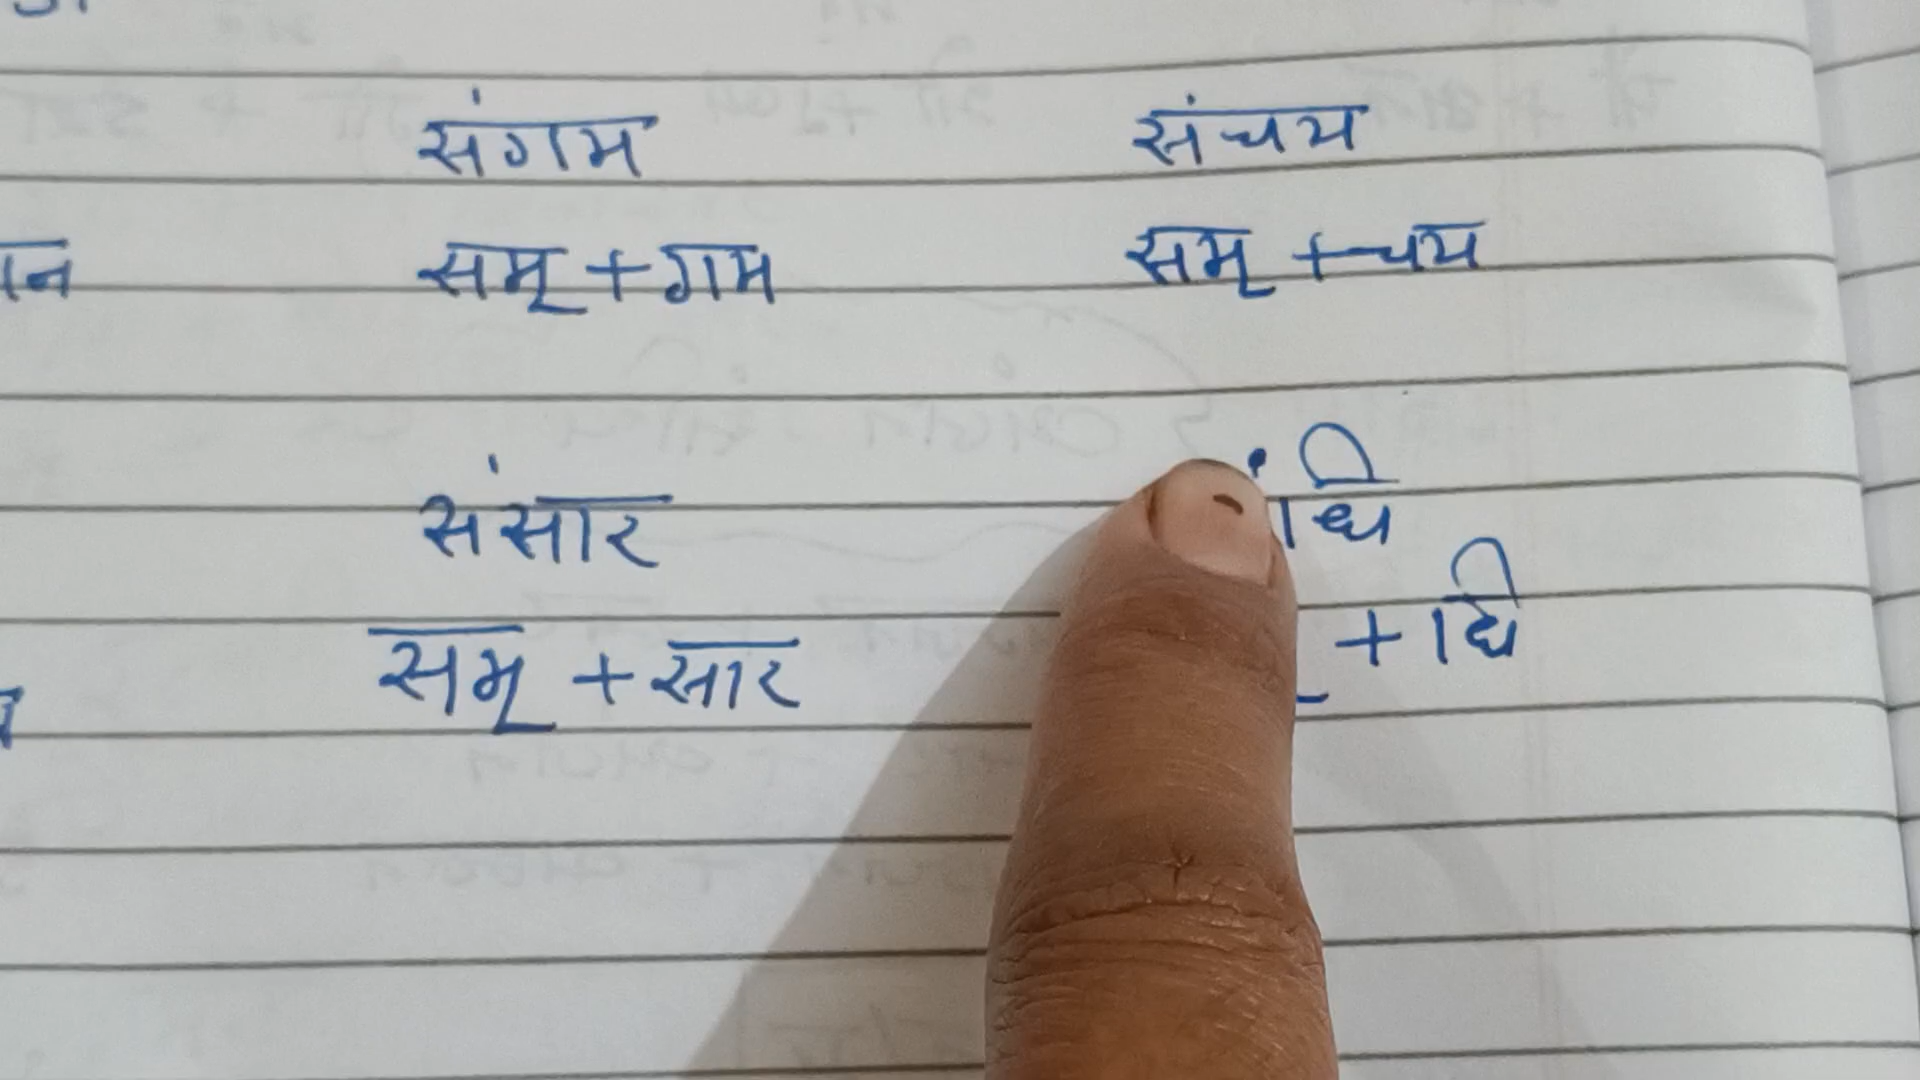 संगम संचय
सम् + गम सम् + चय
संसार
सम् + सार + धि